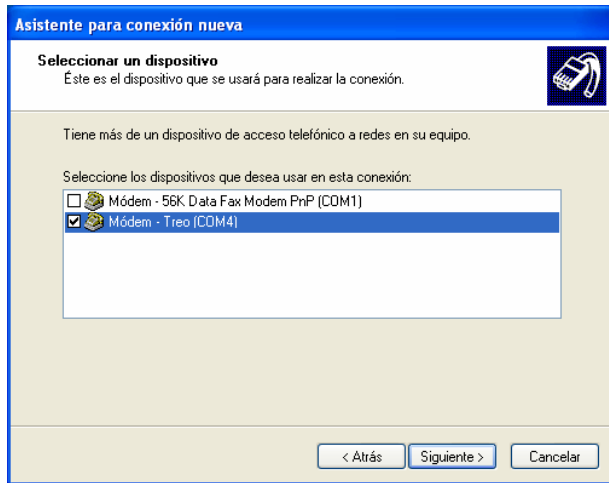 Asistente para conexión nueva
Seleccionar un dispositivo
Éste es el dispositivo que se usará para realizar la conexión.
Tiene más de un dispositivo de acceso telefónico a redes en su equipo.
Seleccione los dispositivos que desea usar en esta conexión:
Módem - 56K Data Fax Modem PnP (COM1)
Módem - Treo (COM4)
< Atrás Siguiente > Cancelar